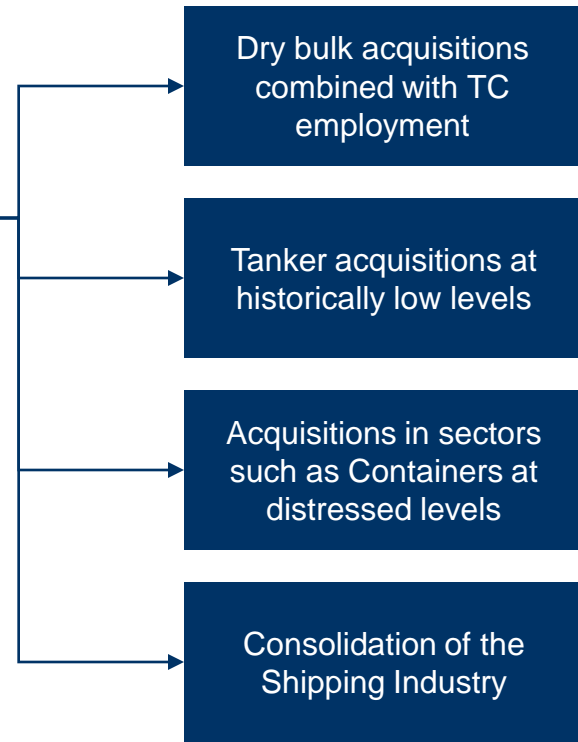 Dry bulk acquisitions
combined with TC
employment
Tanker acquisitions at
historically low levels
Acquisitions in sectors
such as Containers at
distressed levels
Consolidation of the
Shipping Industry